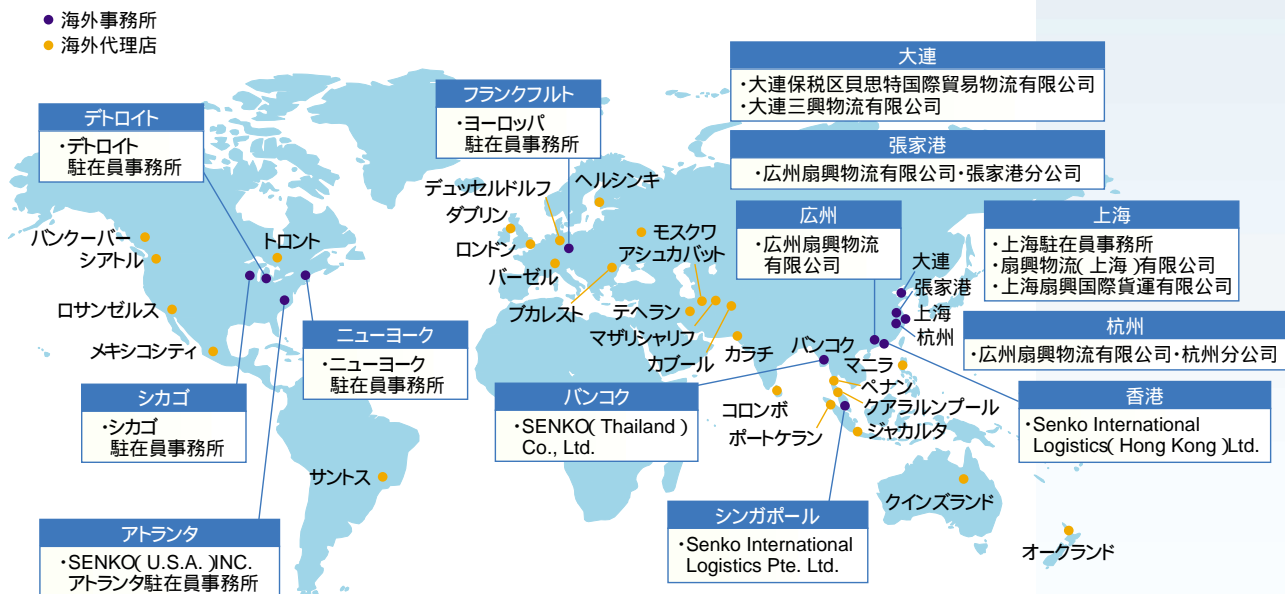 ● 海外事務所
● 海外代理店
デトロイト
・デトロイト
駐在員事務所
フランクフルト
・ヨーロッパ
駐在員事務所
大連
・大連保税区貝思特国際貿易物流有限公司
・大連三興物流有限公司
張家港
・広州扇興物流有限公司・張家港分公司
広州
・広州扇興物流
有限公司
上海
・上海駐在員事務所
・扇興物流(上海)有限公司
・上海扇興国際貨運有限公司
杭州
・広州扇興物流有限公司・杭州分公司
香港
・Senko International
Logistics(Hong Kong)Ltd.
ニューヨーク
・ニューヨーク
駐在員事務所
シカゴ
・シカゴ
駐在員事務所
アトランタ
・SENKO(U.S.A.)INC.
アトランタ駐在員事務所
バンコク
・SENKO(Thailand)
Co., Ltd.
シンガポール
・Senko International
Logistics Pte. Ltd.
バンクーバー
シアトル
トロント
ロサンゼルス
メキシコシティ
サントス
デュッセルドルフ
ヘルシンキ
ダブリン
ロンドン
バーゼル
モスクワ
アシュカバット
ブカレスト
テヘラン
マザリシャリフ
カブール
カラチ
コロンボ
バンコク
マニラ
ペナン
クアラルンプール
ポートケラン
ジャカルタ
大連
張家港
上海
杭州
クインズランド
オークランド